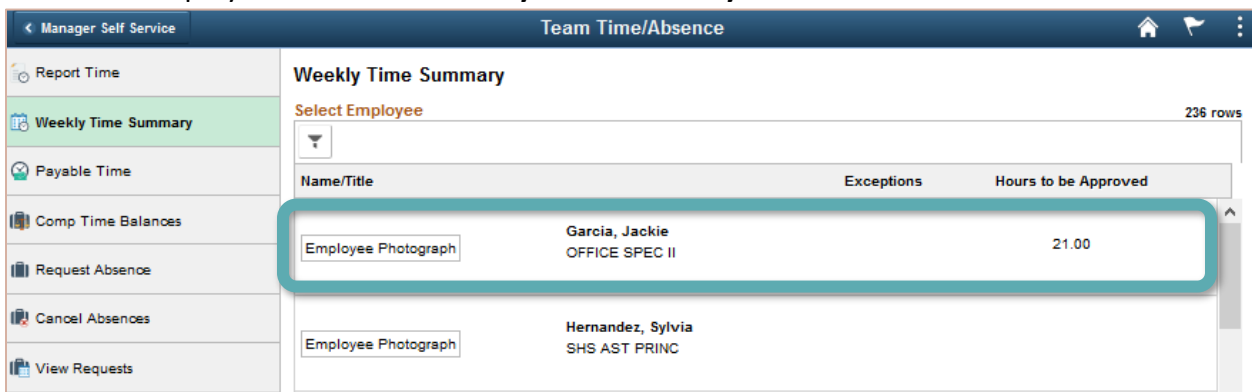 Manager Self Service
Team Time/Absence
Report Time
Weekly Time Summary
Payable Time
Comp Time Balances
Request Absence
Cancel Absences
View Requests
Weekly Time Summary
Select Employee
236 rows
Name/Title Exceptions Hours to be Approved
Employee Photograph
Garcia, Jackie
OFFICE SPEC II
21.00
Employee Photograph
Hernandez, Sylvia
SHS AST PRINC